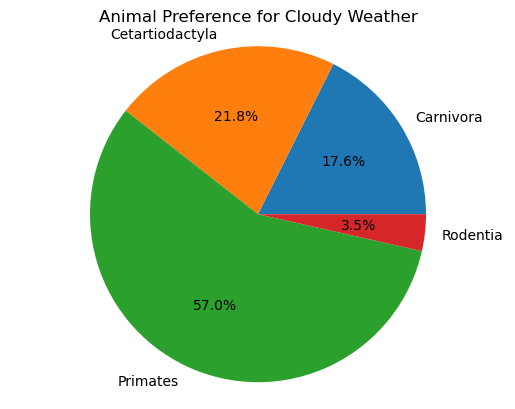 Animal Preference for Cloudy Weather
Cetartiodactyla
21.8%
Carnivora
17.6%
3.5%
Rodentia
57.0%
Primates